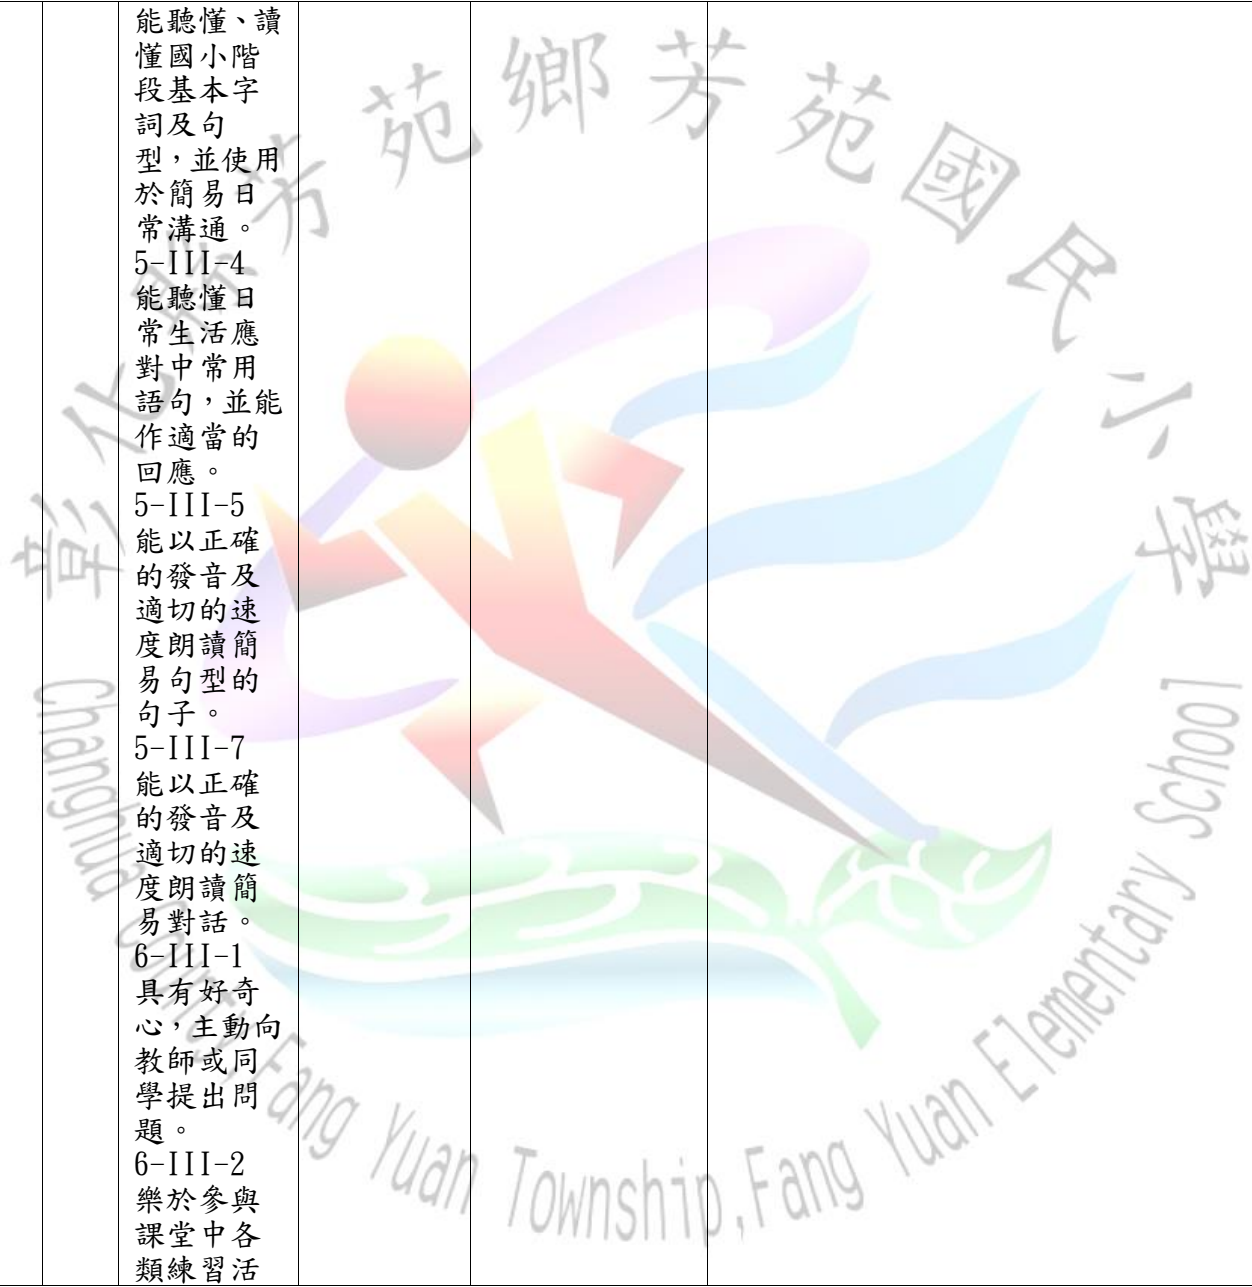 能聽懂、讀
懂國小階
段基本字
詞及句
型，並使用
於簡易日
常溝通。
5-III-4
能聽懂日
常生活應
對中常用
語句，並能
作適當的
回應。
5-III-5
能以正確
的發音及
適切的速
度朗讀簡
易句型的
句子。
5-III-7
能以正確
的發音及
適切的速
度朗讀簡
易對話。
6-III-1
具有好奇
心，主動向
教師或同
學提出問
題。
6-III-2
樂於參與
課堂中各
類練習活
彰化縣芳苑鄉芳苑國民小學
Changhua County Fang Yuan Township,Fang Yuan Elementary School